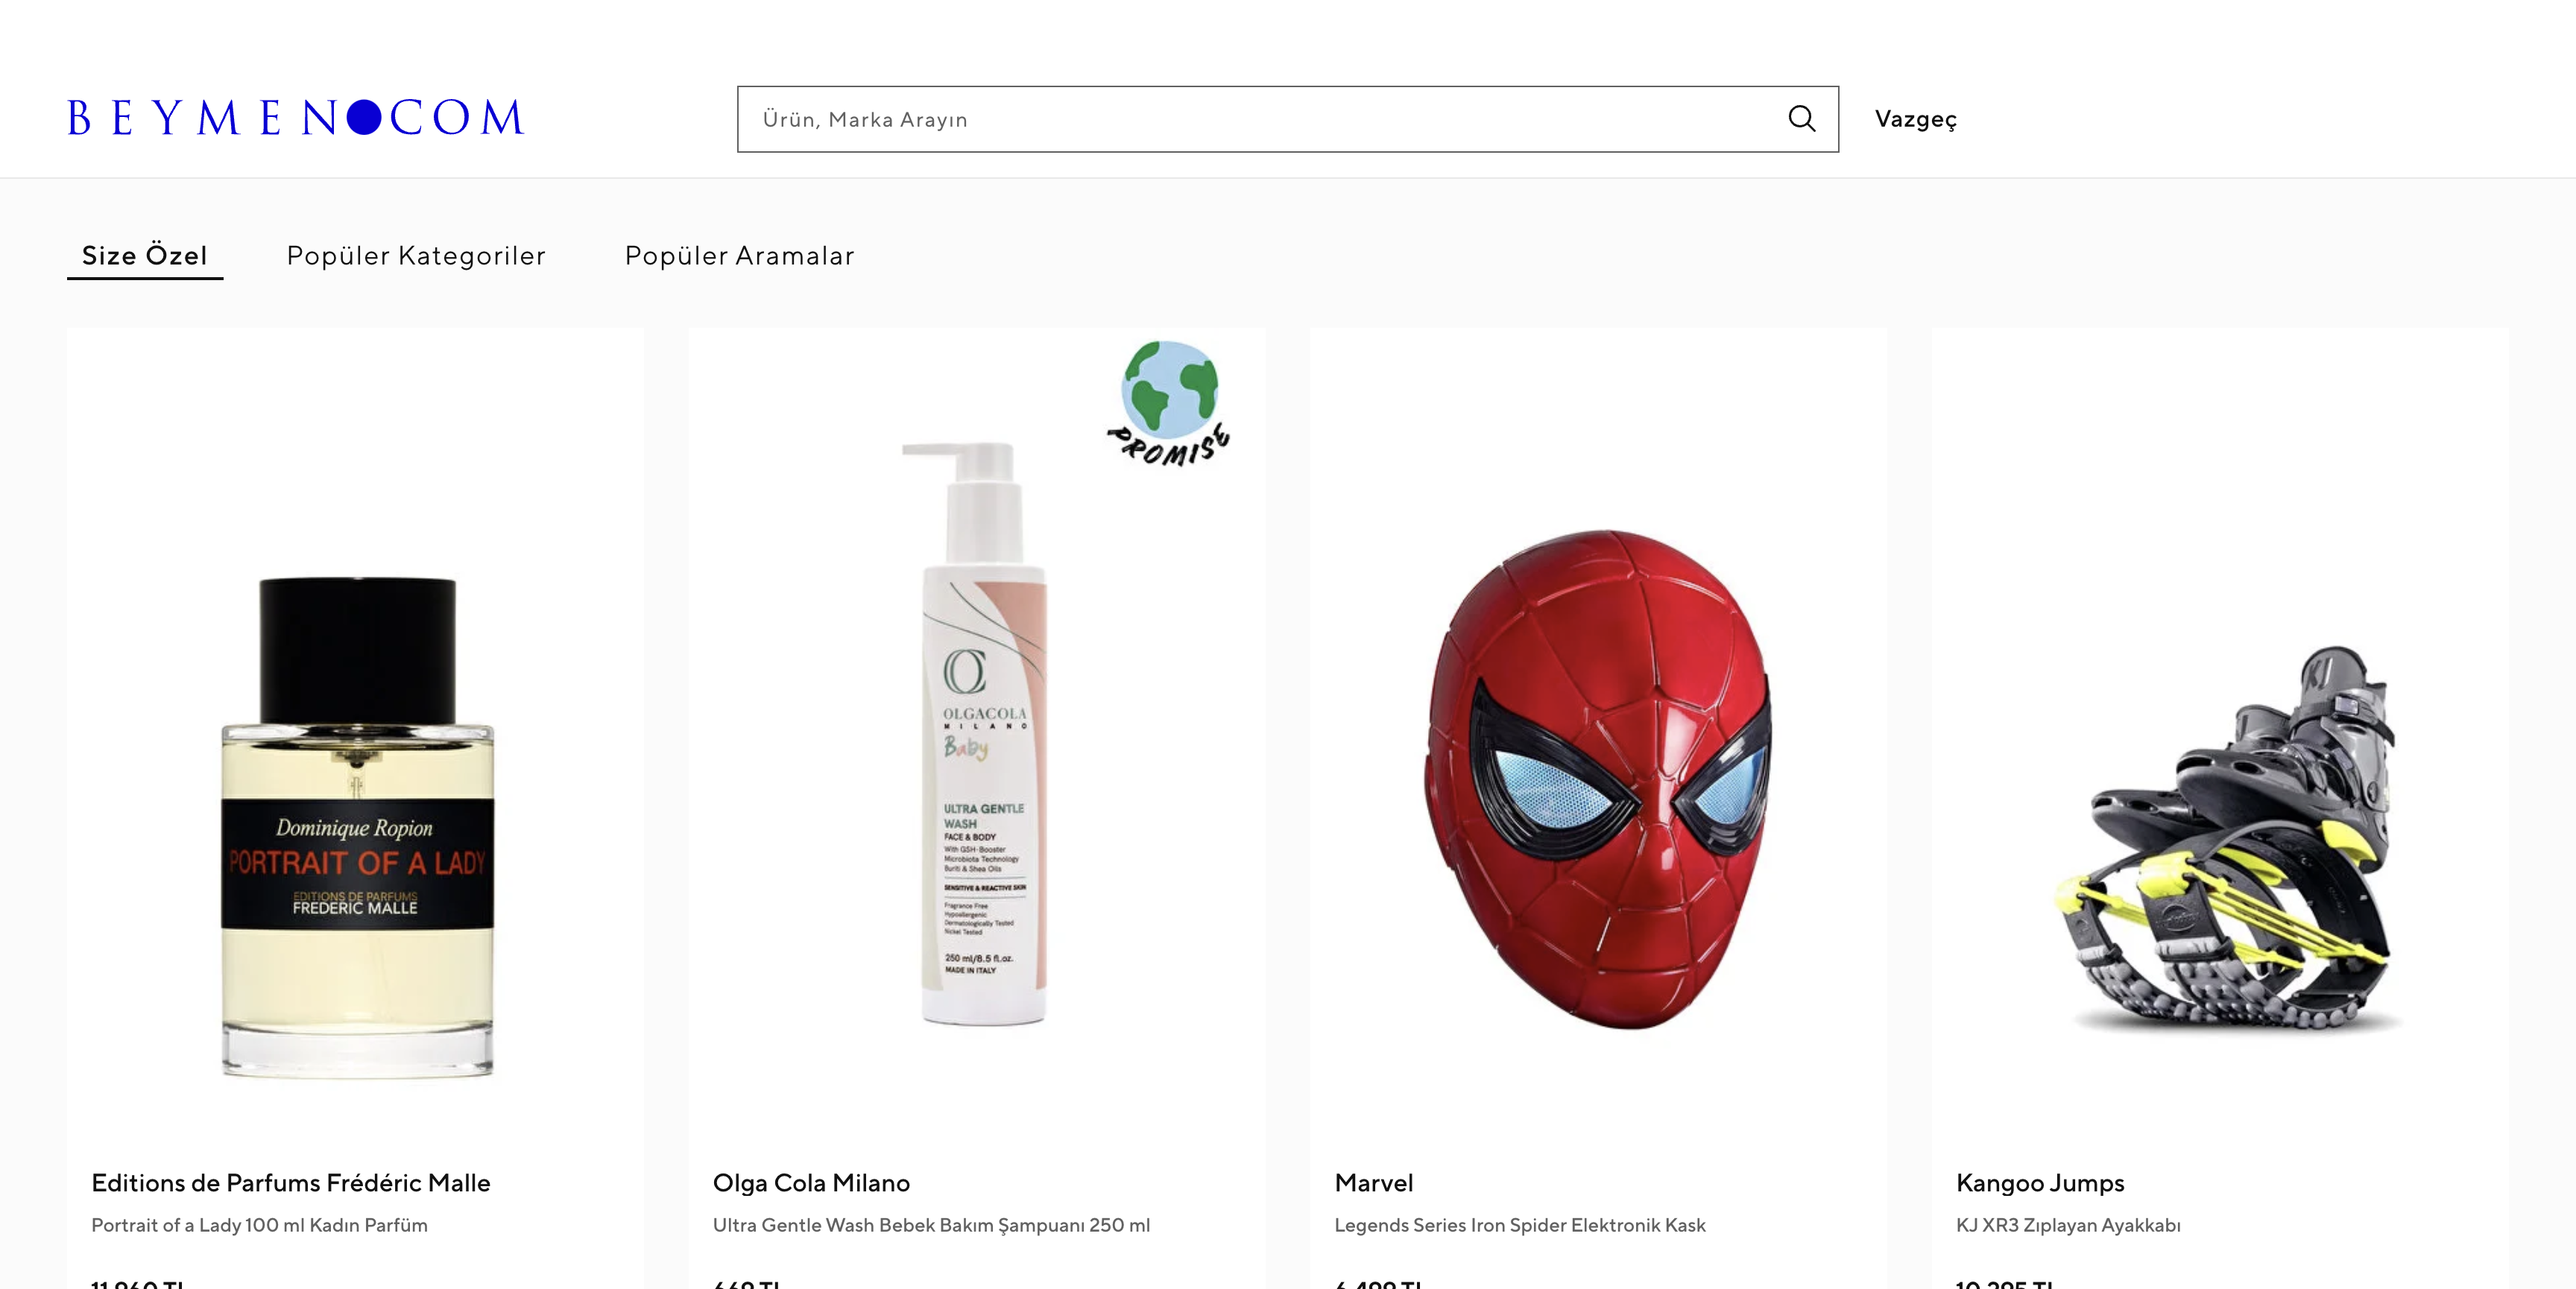 BEYMEN COM
Ürün, Marka Arayın
Vazgeç
Size Özel
Popüler Kategoriler
Popüler Aramalar
Dominique Ropion
PORTRAIT OF A LADY
EDITIONS DE PARFUMS
FREDERIC MALLE
Editions de Parfums Frédéric Malle
Portrait of a Lady 100 ml Kadın Parfüm
PROMISE
OC
OLGACOLA
MILANO
Baby
ULTRA GENTLE
WASH
FACE & BODY
With GSH-Booster
Microbiota Technology
Buriti & Shea Oils
SENSITIVE & REACTIVE SKIN
Fragrance Free
Hypoallergenic
Dermatologically Tested
Nickel Tested
250 ml/8.5 fl.oz.
MADE IN ITALY
Olga Cola Milano
Ultra Gentle Wash Bebek Bakım Şampuanı 250 ml
Marvel
Legends Series Iron Spider Elektronik Kask
KJ
Kangoo Jumps
KJ XR3 Zıplayan Ayakkabı